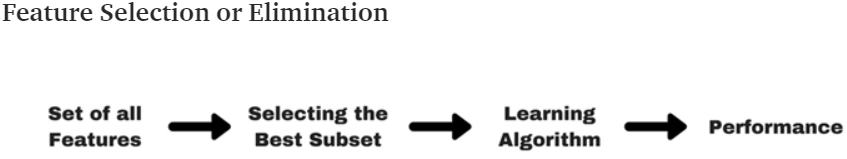 Feature Selection or Elimination
Set of all
Features
Selecting the
Best Subset
Learning
Algorithm
Performance